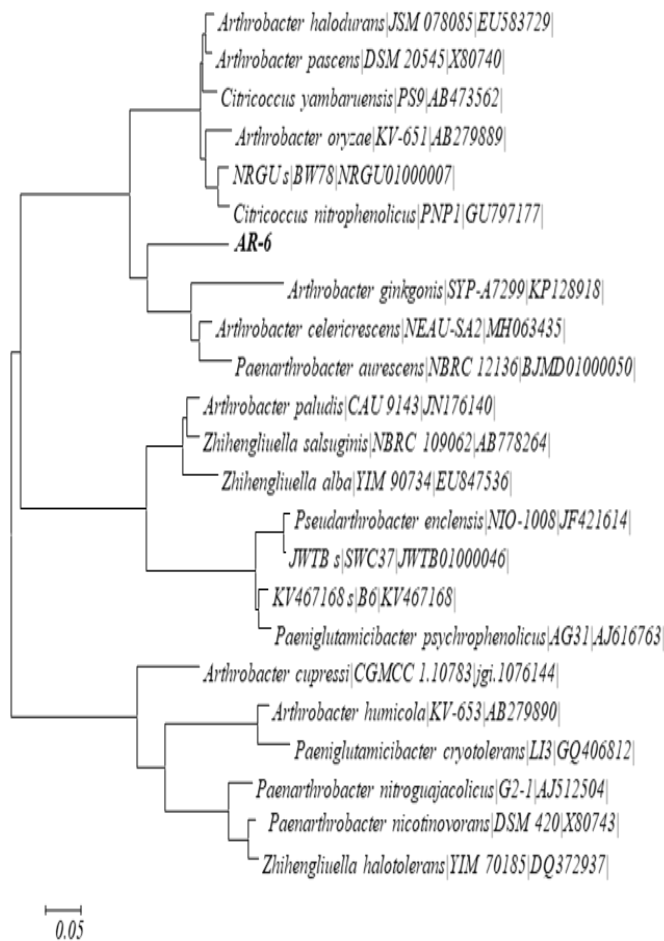 Arthrobacter halodurans|JSM 078085|EU583729|
Arthrobacter pascens|DSM 20545|X80740|
Citricoccus yambaruensis|PS9|AB473562|
Arthrobacter oryzae|KV-651|AB279889|
NRGU s|BW78|NRGU01000007|
Citricoccus nitrophenolicus|PNP1|GU797177|
AR-6
Arthrobacter ginkgonis|SYP-A7299|KP128918|
Arthrobacter celericrescens|NEAU-SA2|MH063435|
Paenarthrobacter aurescens|NBRC 12136|BJMD01000050|
Arthrobacter paludis|CAU 9143|JN176140|
Zhihengliuella salsuginis|NBRC 109062|AB778264|
Zhihengliuella alba|YIM 90734|EU847536|
Pseudarthrobacter enclensis|NIO-1008|JF421614|
JWTB s|SWC37|JWTB01000046|
KV467168 s|B6|KV467168|
Paeniglutamicibacter psychrophenolicus|AG31|AJ616763|
Arthrobacter cupressi|CGMCC 1.10783|jgi.1076144|
Arthrobacter humicola|KV-653|AB279890|
Paeniglutamicibacter cryotolerans|LI3|GQ406812|
Paenarthrobacter nitroguajacolicus|G2-1|AJ512504|
Paenarthrobacter nicotinovorans|DSM 420|X80743|
Zhihengliuella halotolerans|YIM 70185|DQ372937|
0.05